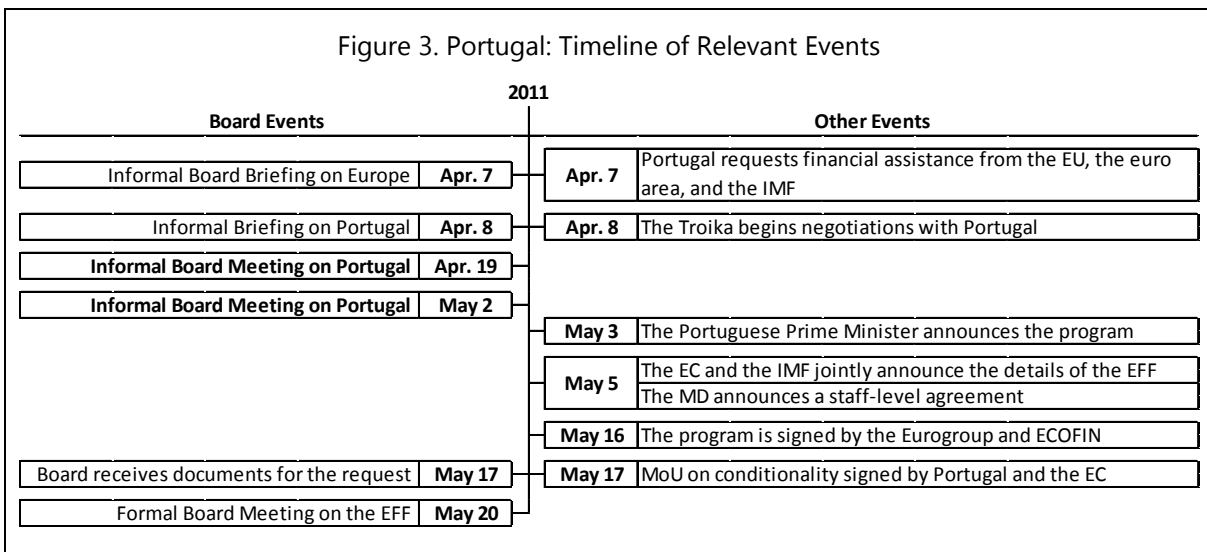 Figure 3. Portugal: Timeline of Relevant Events
2011
Board Events
Other Events
Informal Board Briefing on Europe Apr. 7
Apr. 7 Portugal requests financial assistance from the EU, the euro
area, and the IMF
Informal Briefing on Portugal Apr. 8
Apr. 8 The Troika begins negotiations with Portugal
Informal Board Meeting on Portugal Apr. 19
Informal Board Meeting on Portugal May 2
May 3 The Portuguese Prime Minister announces the program
May 5 The EC and the IMF jointly announce the details of the EFF
The MD announces a staff-level agreement
May 16 The program is signed by the Eurogroup and ECOFIN
Board receives documents for the request May 17
May 17 MoU on conditionality signed by Portugal and the EC
Formal Board Meeting on the EFF May 20